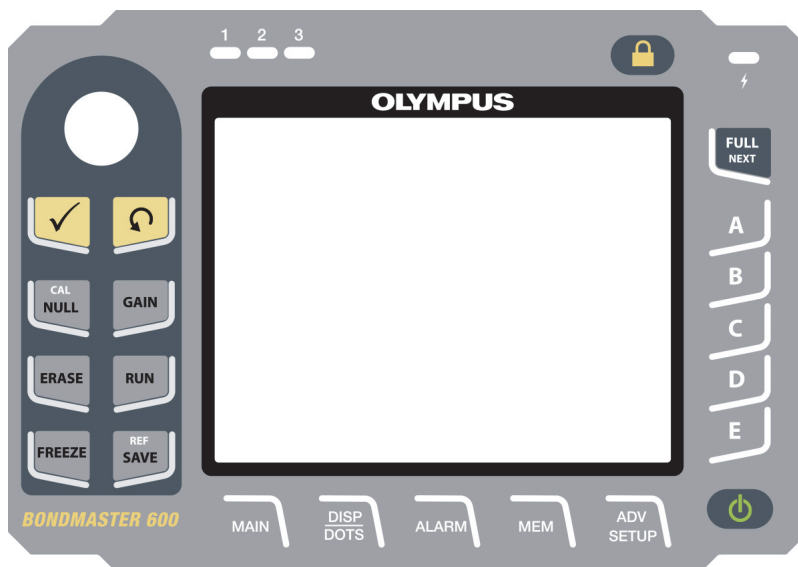 1 2 3
OLYMPUS
FULL
NEXT
A
B
C
D
E
CAL
NULL
GAIN
ERASE
RUN
FREEZE
REF
SAVE
BONDMASTER 600
MAIN
DISP
DOTS
ALARM
MEM
ADV
SETUP